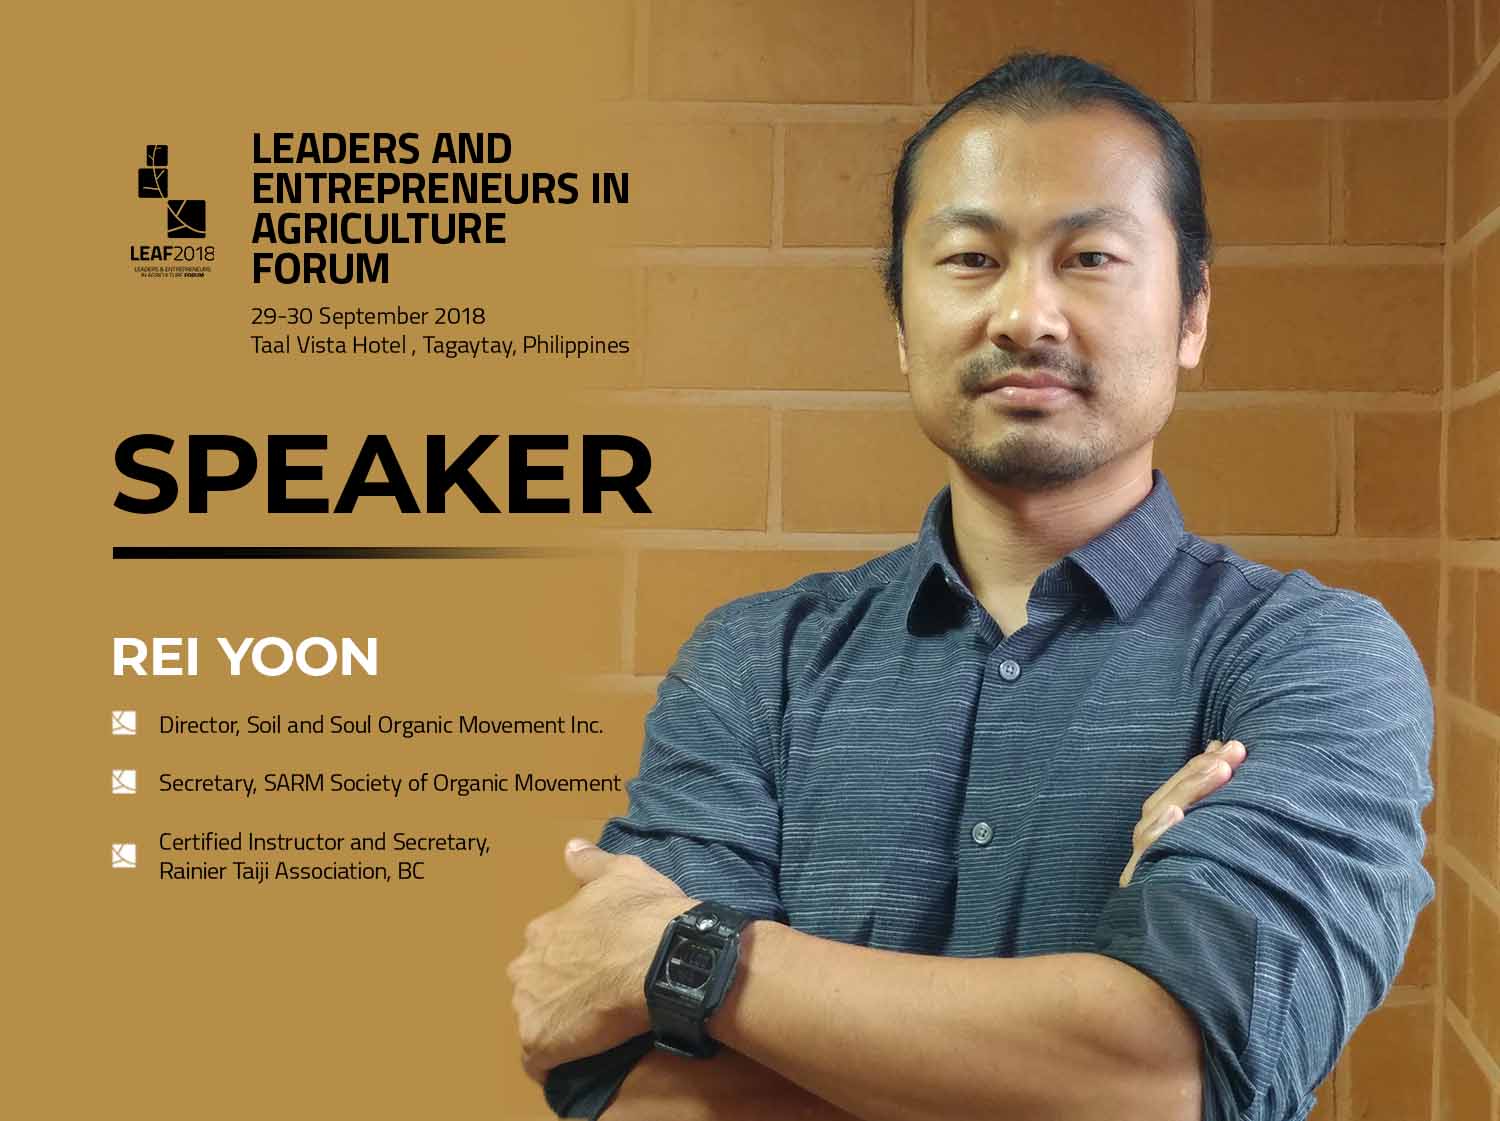 LEAF2018
LEADERS & ENTREPRENEURS
IN AGRICULTURE FORUM
LEADERS AND
ENTREPRENEURS IN
AGRICULTURE
FORUM
29-30 September 2018
Taal Vista Hotel , Tagaytay, Philippines
SPEAKER
REI YOON
Director, Soil and Soul Organic Movement Inc.
Secretary, SARM Society of Organic Movement
Certified Instructor and Secretary,
Rainier Taiji Association, BC